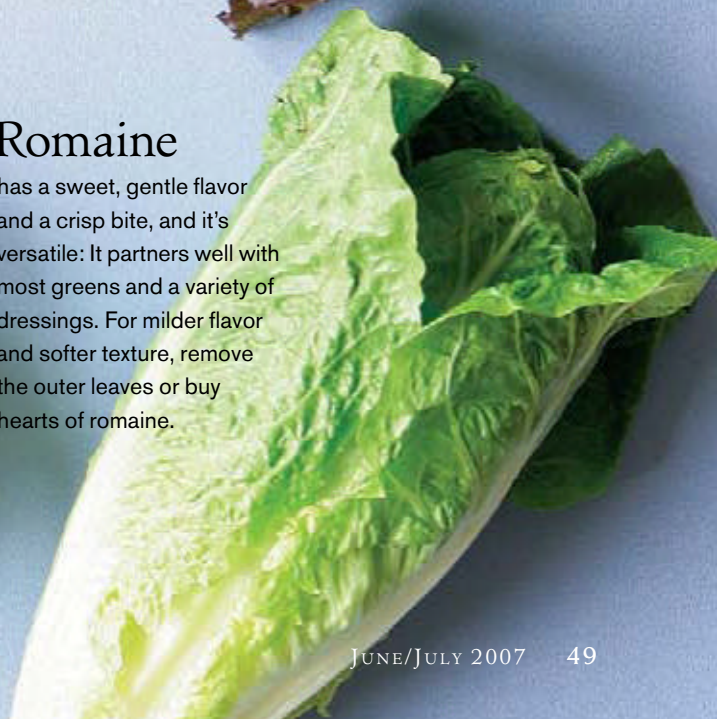 Romaine
has a sweet, gentle flavor
and a crisp bite, and it’s
versatile: It partners well with
most greens and a variety of
dressings. For milder flavor
and softer texture, remove
the outer leaves or buy
hearts of romaine.
June/July 2007 49